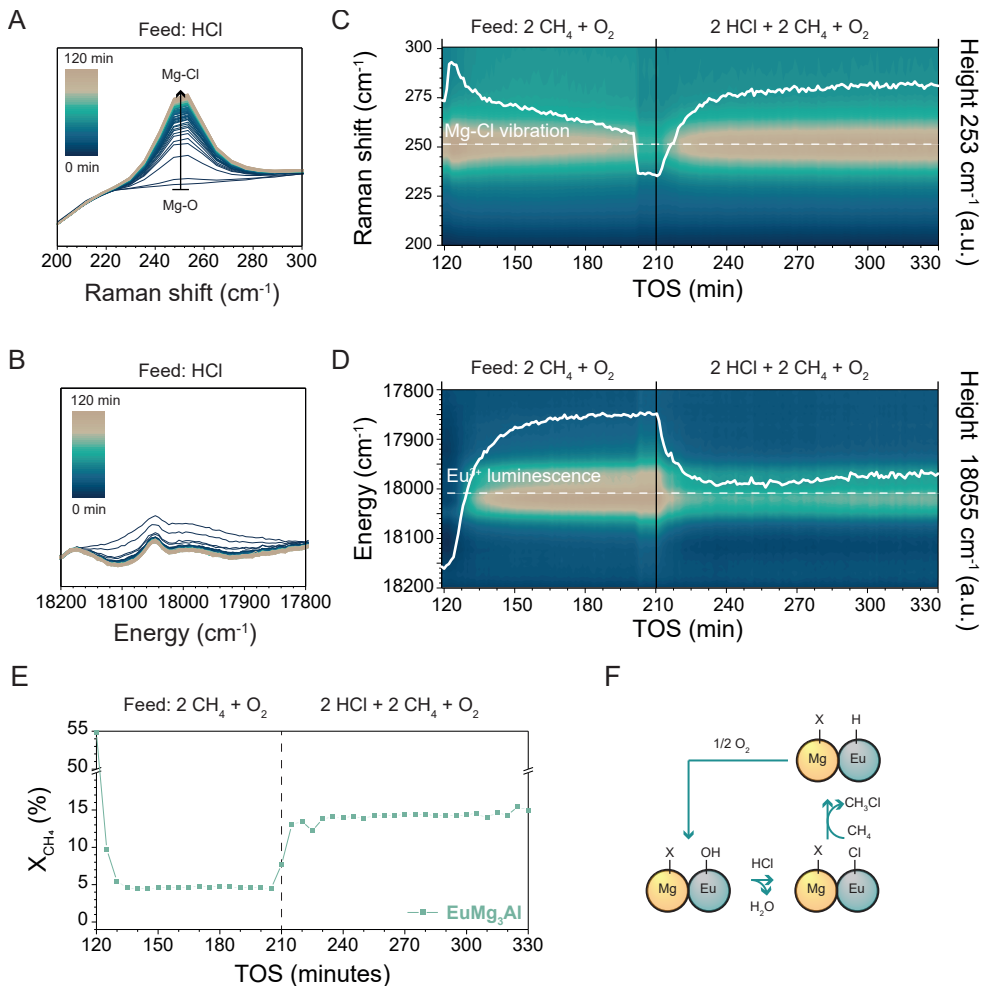 A
Feed: HCl
120 min
0 min
Mg-Cl
Mg-O
200 220 240 260 280 300
Raman shift (cm⁻¹)
B
Feed: HCl
120 min
0 min
18200 18100 18000 17900 17800
Energy (cm⁻¹)
C
Feed: 2 CH₄ + O₂
2 HCl + 2 CH₄ + O₂
Raman shift (cm⁻¹)
300
275
250
225
200
Mg-Cl vibration
120 150 180 210 240 270 300 330
TOS (min)
Height 253 cm⁻¹ (a.u.)
D
Feed: 2 CH₄ + O₂
2 HCl + 2 CH₄ + O₂
Energy (cm⁻¹)
17800
17900
18000
18100
18200
Eu³⁺ luminescence
120 150 180 210 240 270 300 330
TOS (min)
Height 18055 cm⁻¹ (a.u.)
E
Feed: 2 CH₄ + O₂
2 HCl + 2 CH₄ + O₂
X_CH₄ (%)
55
50
15
10
5
0
EuMg₃Al
120 150 180 210 240 270 300 330
TOS (minutes)
F
X H
Mg Eu
1/2 O₂
CH₃Cl
CH₄
X OH
Mg Eu
HCl
H₂O
X Cl
Mg Eu